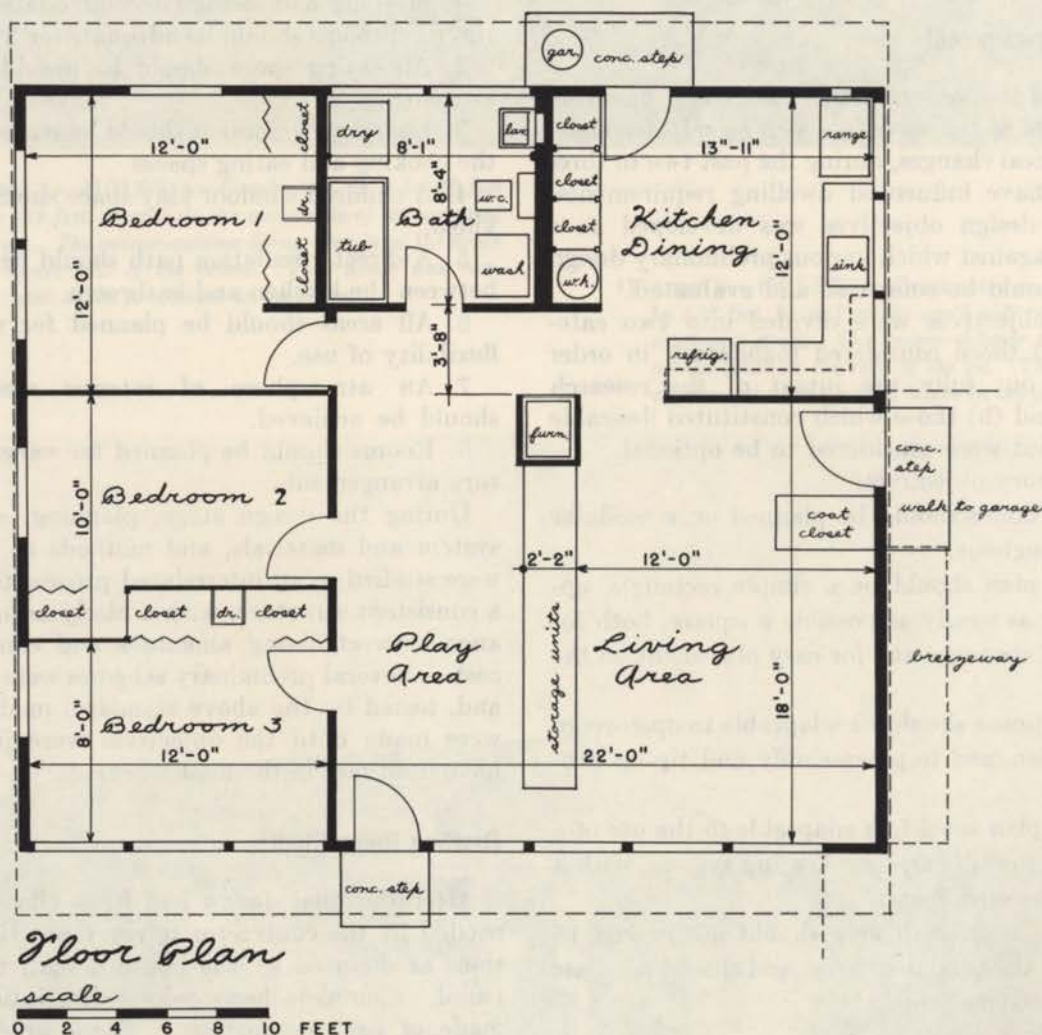 gar
conc. step
12'-0"
closet
dry
8'-1"
lav
closet
13'-11"
range
Bedroom 1
dr.
8'-4"
w.c.
closet
Kitchen
Dining
12'-0"
Bath
closet
tub
closet
wash
w.h.
sink
12'-0"
3'-8"
refrig.
furn.
step
walk to garage
Bedroom 2
10'-0"
coat
closet
2'-2"
12'-0"
closet
closet
dr.
closet
Play
Area
storage units
Living
Area
18'-0"
breezeway
Bedroom 3
8'-0"
12'-0"
22'-0"
conc. step
Floor Plan
scale
0 2 4 6 8 10 FEET